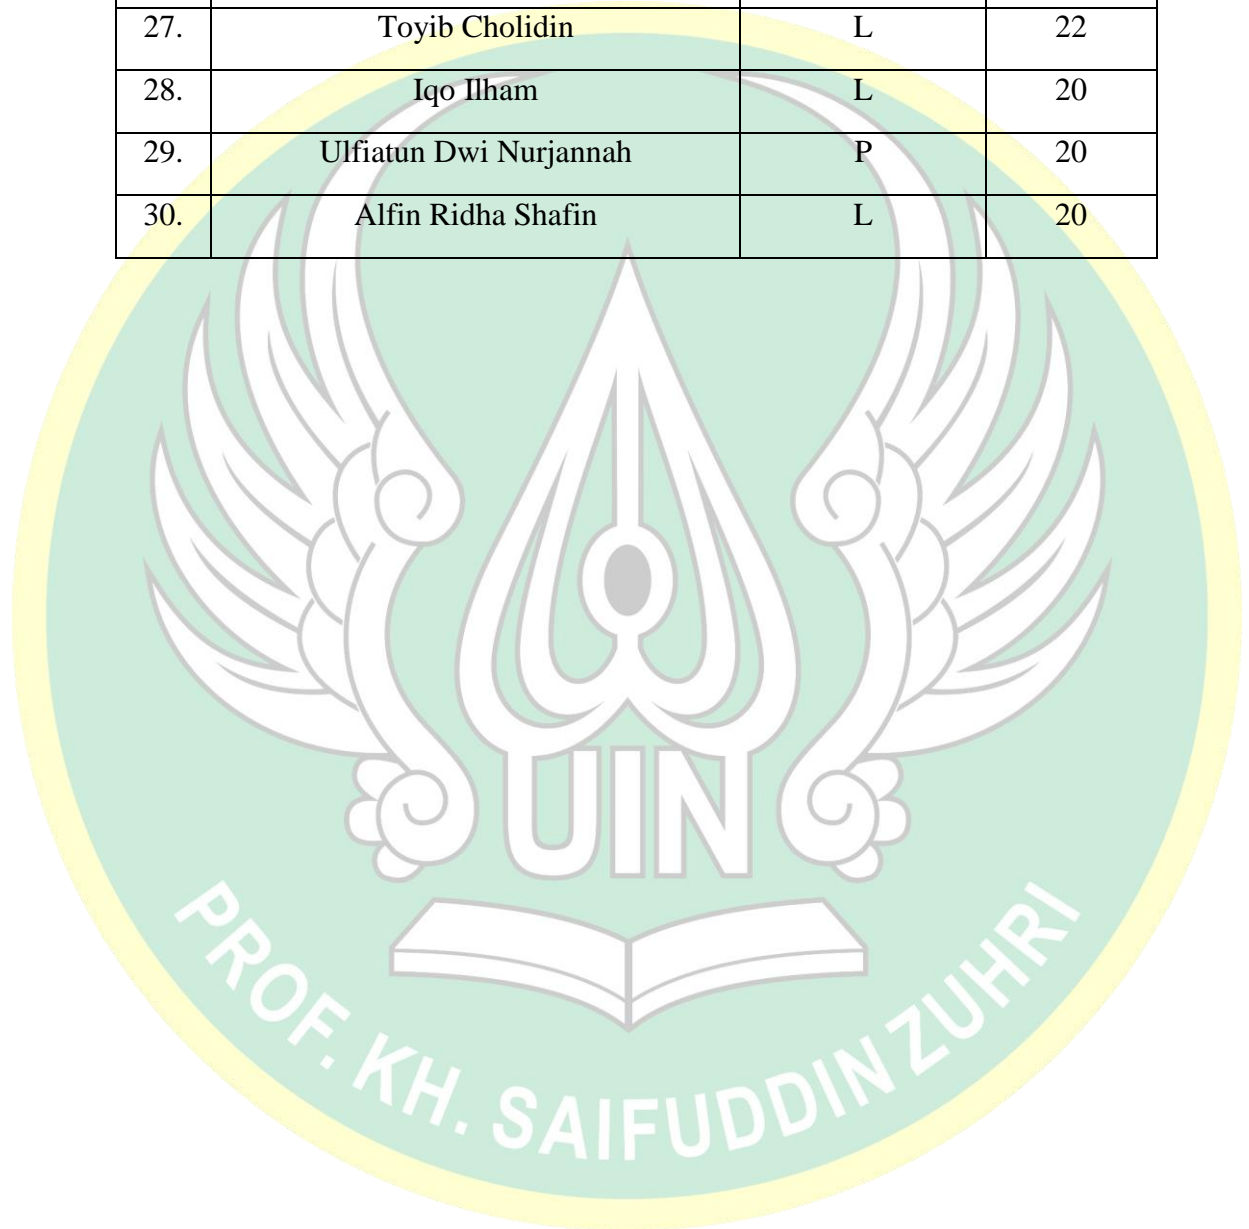 27. Toyib Cholidin L 22
28. Iqo Ilham L 20
29. Ulfiatun Dwi Nurjannah P 20
30. Alfin Ridha Shafin L 20
UIN
PROF. KH. SAIFUDDIN ZUHRI